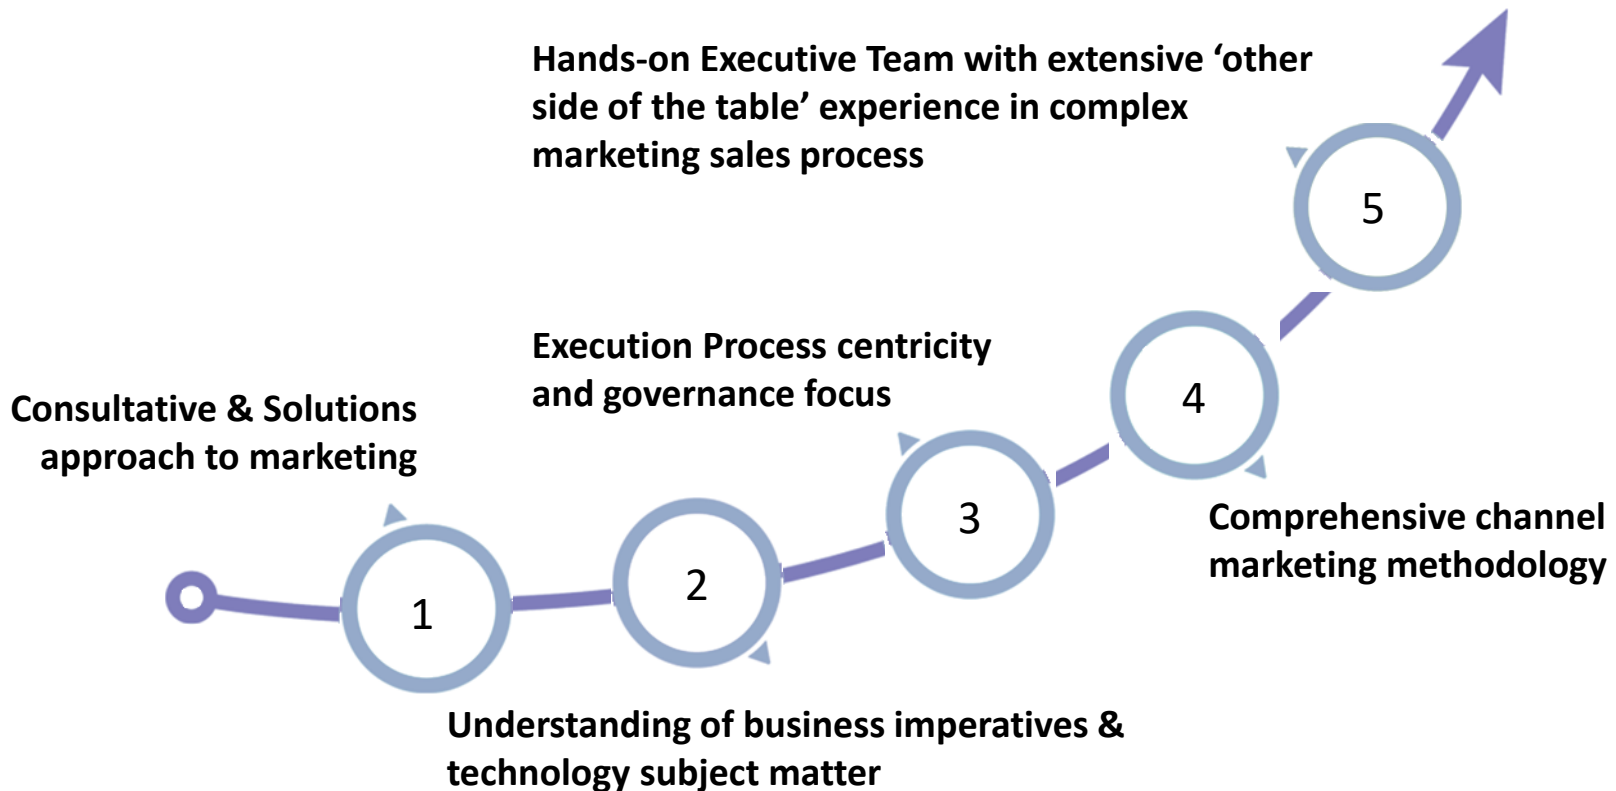 Hands-on Executive Team with extensive ‘other
side of the table’ experience in complex
marketing sales process
5
Execution Process centricity
and governance focus
4
Consultative & Solutions
approach to marketing
3
Comprehensive channel
marketing methodology
2
1
Understanding of business imperatives &
technology subject matter